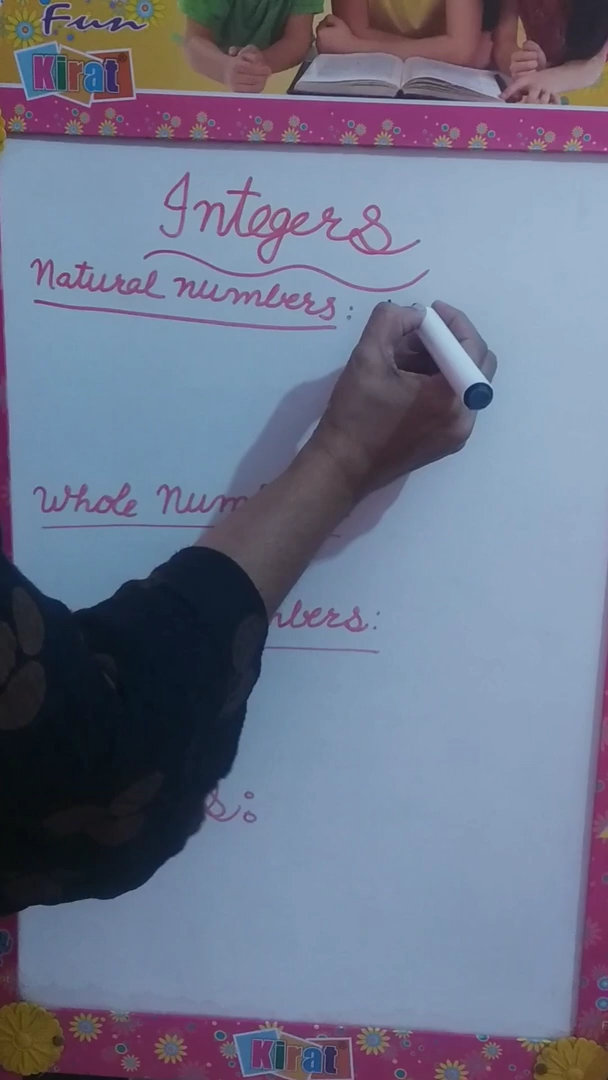 Fun
Kirat
Integers
Natural numbers:
Whole Num
mbers:
s:
Kirat